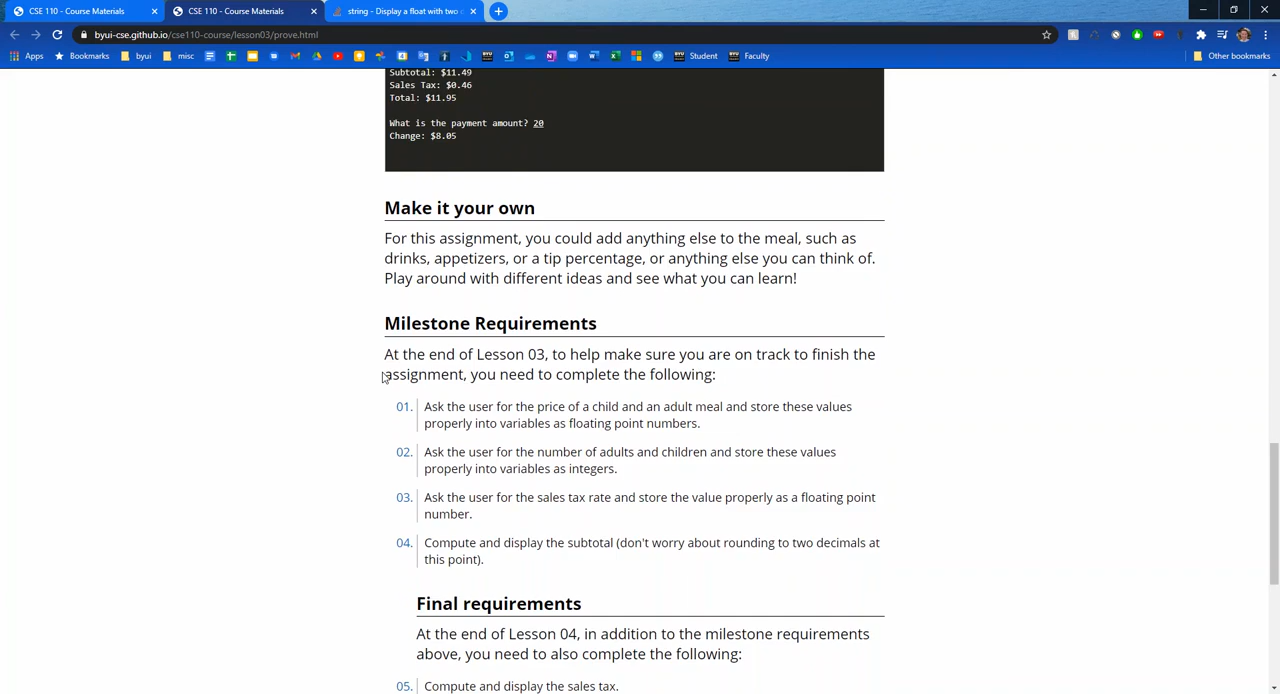 CSE 110 - Course Materials
CSE 110 - Course Materials
string - Display a float with two d
byui-cse.github.io/cse110-course/lesson03/prove.html
Apps
Bookmarks
byui
misc
Student
Faculty
Other bookmarks
Subtotal: $11.49
Sales Tax: $0.46
Total: $11.95
What is the payment amount? 20
Change: $8.05
Make it your own
For this assignment, you could add anything else to the meal, such as
drinks, appetizers, or a tip percentage, or anything else you can think of.
Play around with different ideas and see what you can learn!
Milestone Requirements
At the end of Lesson 03, to help make sure you are on track to finish the
assignment, you need to complete the following:
01. Ask the user for the price of a child and an adult meal and store these values
properly into variables as floating point numbers.
02. Ask the user for the number of adults and children and store these values
properly into variables as integers.
03. Ask the user for the sales tax rate and store the value properly as a floating point
number.
04. Compute and display the subtotal (don't worry about rounding to two decimals at
this point).
Final requirements
At the end of Lesson 04, in addition to the milestone requirements
above, you need to also complete the following:
05. Compute and display the sales tax.